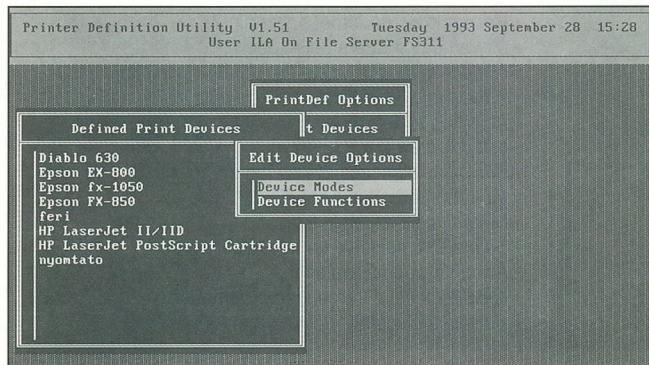 Printer Definition Utility V1.51 Tuesday 1993 September 28 15:28
User ILA On File Server FS311
PrintDef Options
t Devices
Defined Print Devices
Diablo 630
Epson EX-800
Epson fx-1050
Epson FX-850
feri
HP LaserJet II/IID
HP LaserJet PostScript Cartridge
nyomtato
Edit Device Options
Device Modes
Device Functions